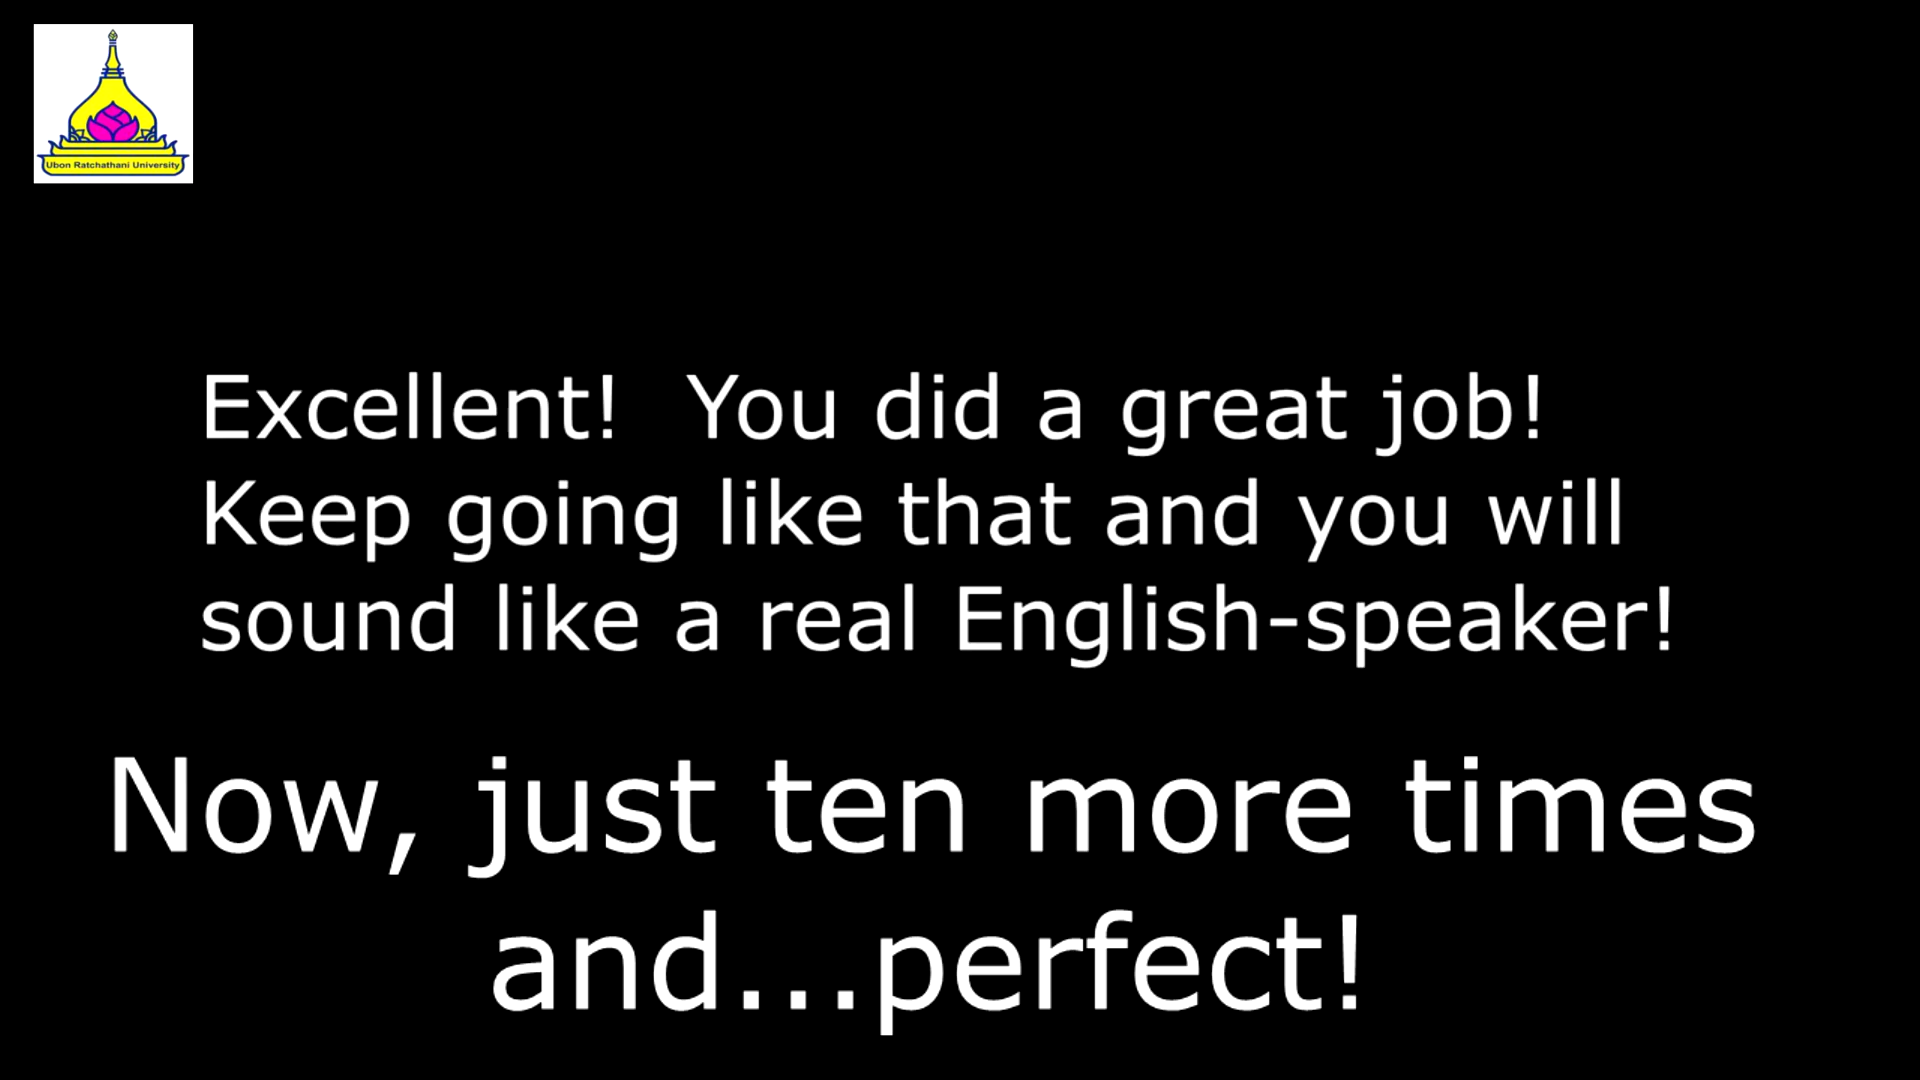 Ubon Ratchathani University
Excellent!  You did a great job!
Keep going like that and you will
sound like a real English-speaker!
Now, just ten more times
and...perfect!